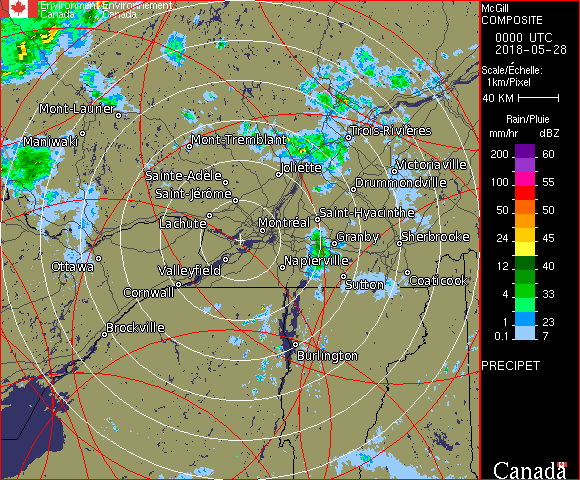 Environment Environnement
Canada Canada
McGill
COMPOSITE
0000 UTC
2018-05-28
Scale/Échelle:
1km/Pixel
40 KM
Rain/Pluie
mm/hr dBZ
200 60
100 55
50 50
24 45
12 40
4 33
1 23
0.1 7
PRECIPET
Canada
Mont-Laurier
Maniwaki
Mont-Tremblant
Trois-Rivières
Joliette
Victoriaville
Sainte-Adèle
Drummondville
Saint-Jérôme
Lachute
Saint-Hyacinthe
Montréal
Granby
Sherbrooke
Ottawa
Valleyfield
Napierville
Cornwall
Sutton
Coaticook
Brockville
Burlington